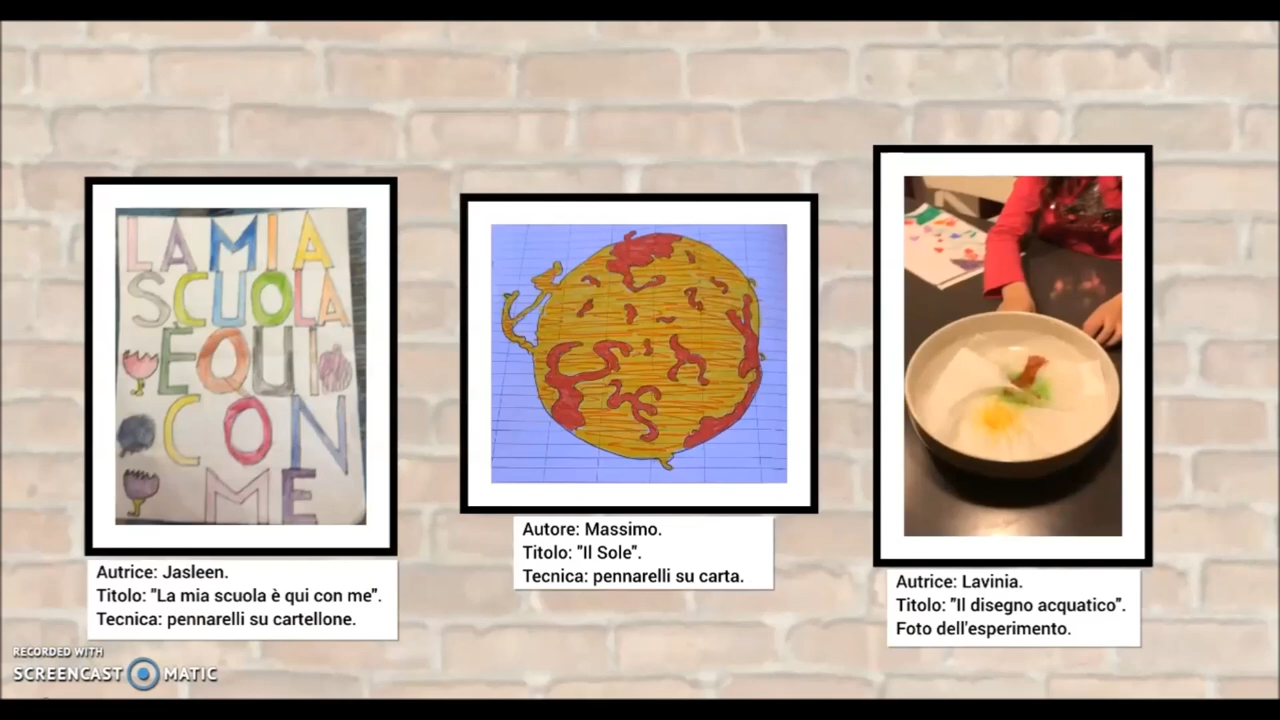 LA MIA
SCUOLA
È QUI
CON
ME
Autrice: Jasleen.
Titolo: "La mia scuola è qui con me".
Tecnica: pennarelli su cartellone.
Autore: Massimo.
Titolo: "Il Sole".
Tecnica: pennarelli su carta.
Autrice: Lavinia.
Titolo: "Il disegno acquatico".
Foto dell'esperimento.
RECORDED WITH
SCREENCAST MATIC